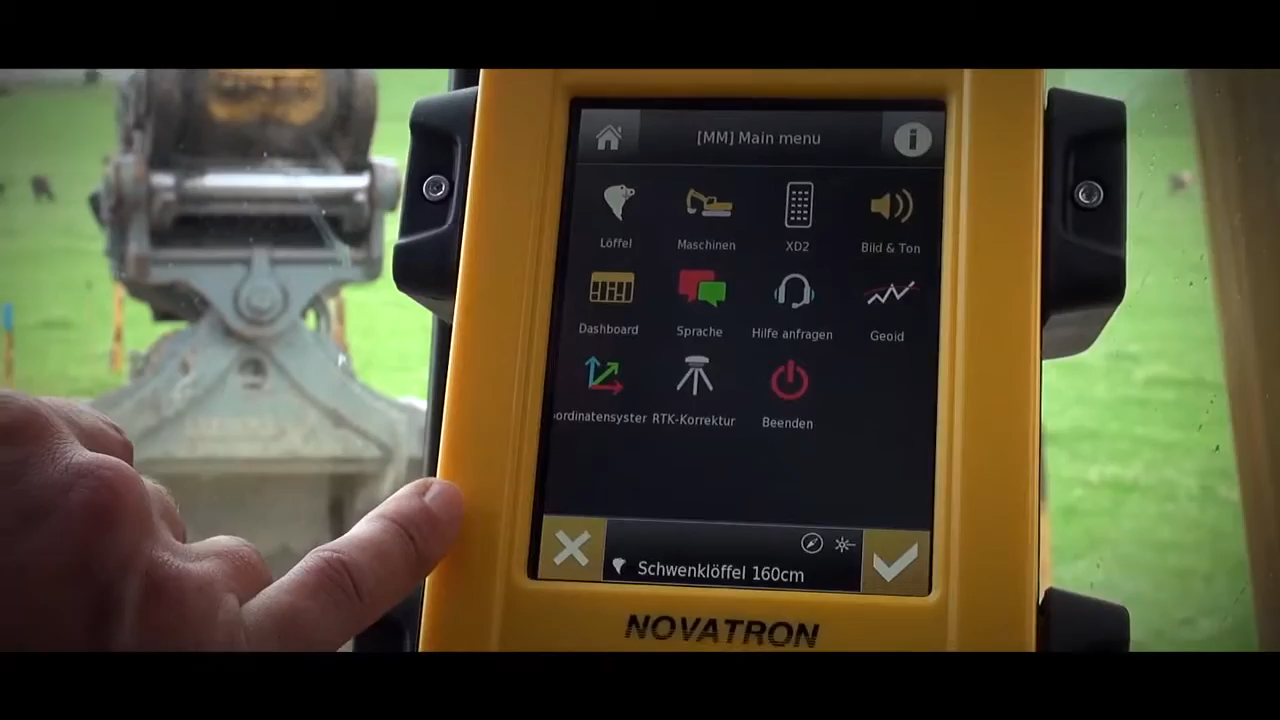 [MM] Main menu
Löffel
Maschinen
XD2
Bild & Ton
Dashboard
Sprache
Hilfe anfragen
Geoid
ordinatensyster
RTK-Korrektur
Beenden
Schwenklöffel 160cm
NOVATRON